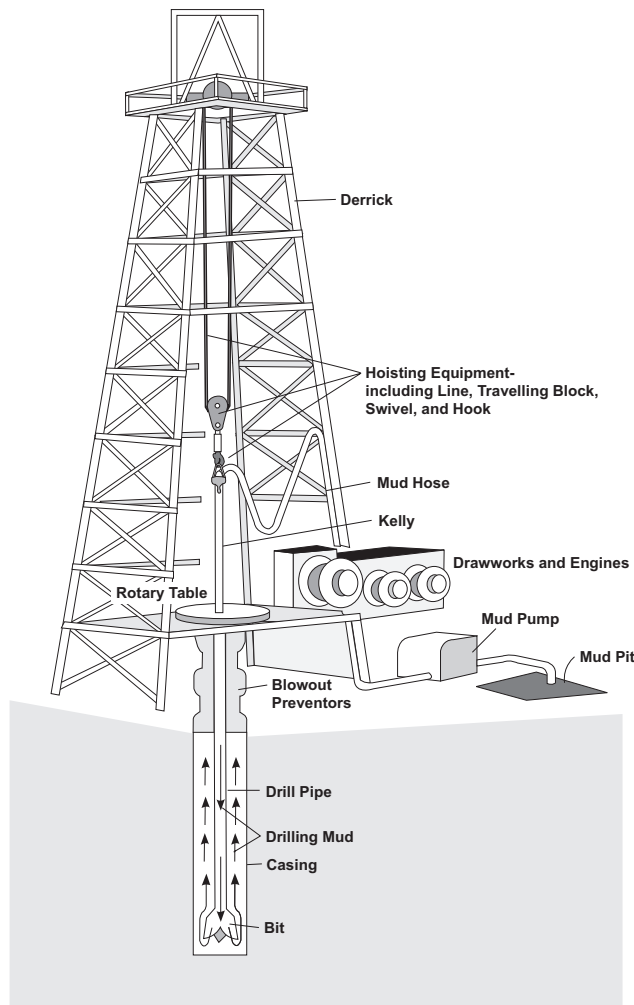 Derrick
Hoisting Equipment-
including Line, Travelling Block,
Swivel, and Hook
Mud Hose
Kelly
Drawworks and Engines
Rotary Table
Mud Pump
Mud Pit
Blowout
Preventors
Drill Pipe
Drilling Mud
Casing
Bit